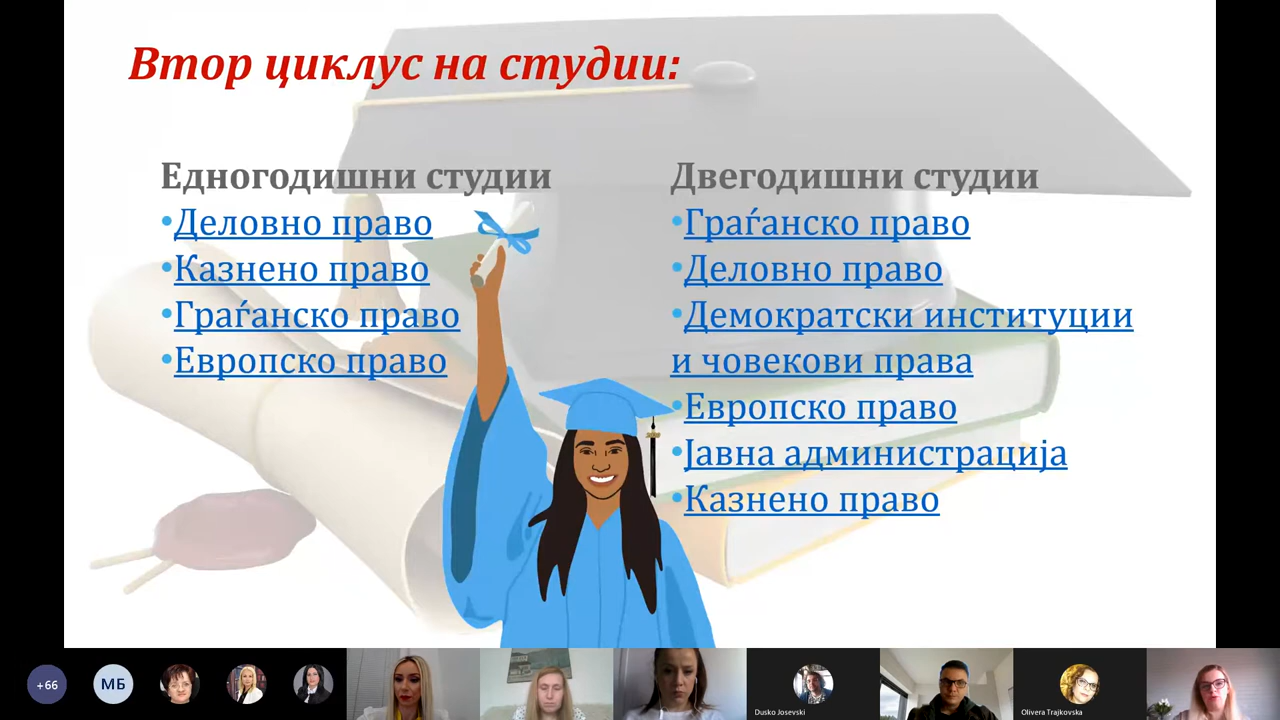 Втор циклус на студии:
Едногодишни студии
•Деловно право
•Казнено право
•Граѓанско право
•Европско право
Двегодишни студии
•Граѓанско право
•Деловно право
•Демократски институции
и човекови права
•Европско право
•Јавна администрација
•Казнено право
+66
МБ
Dusko Josevski
Olivera Trajkovska